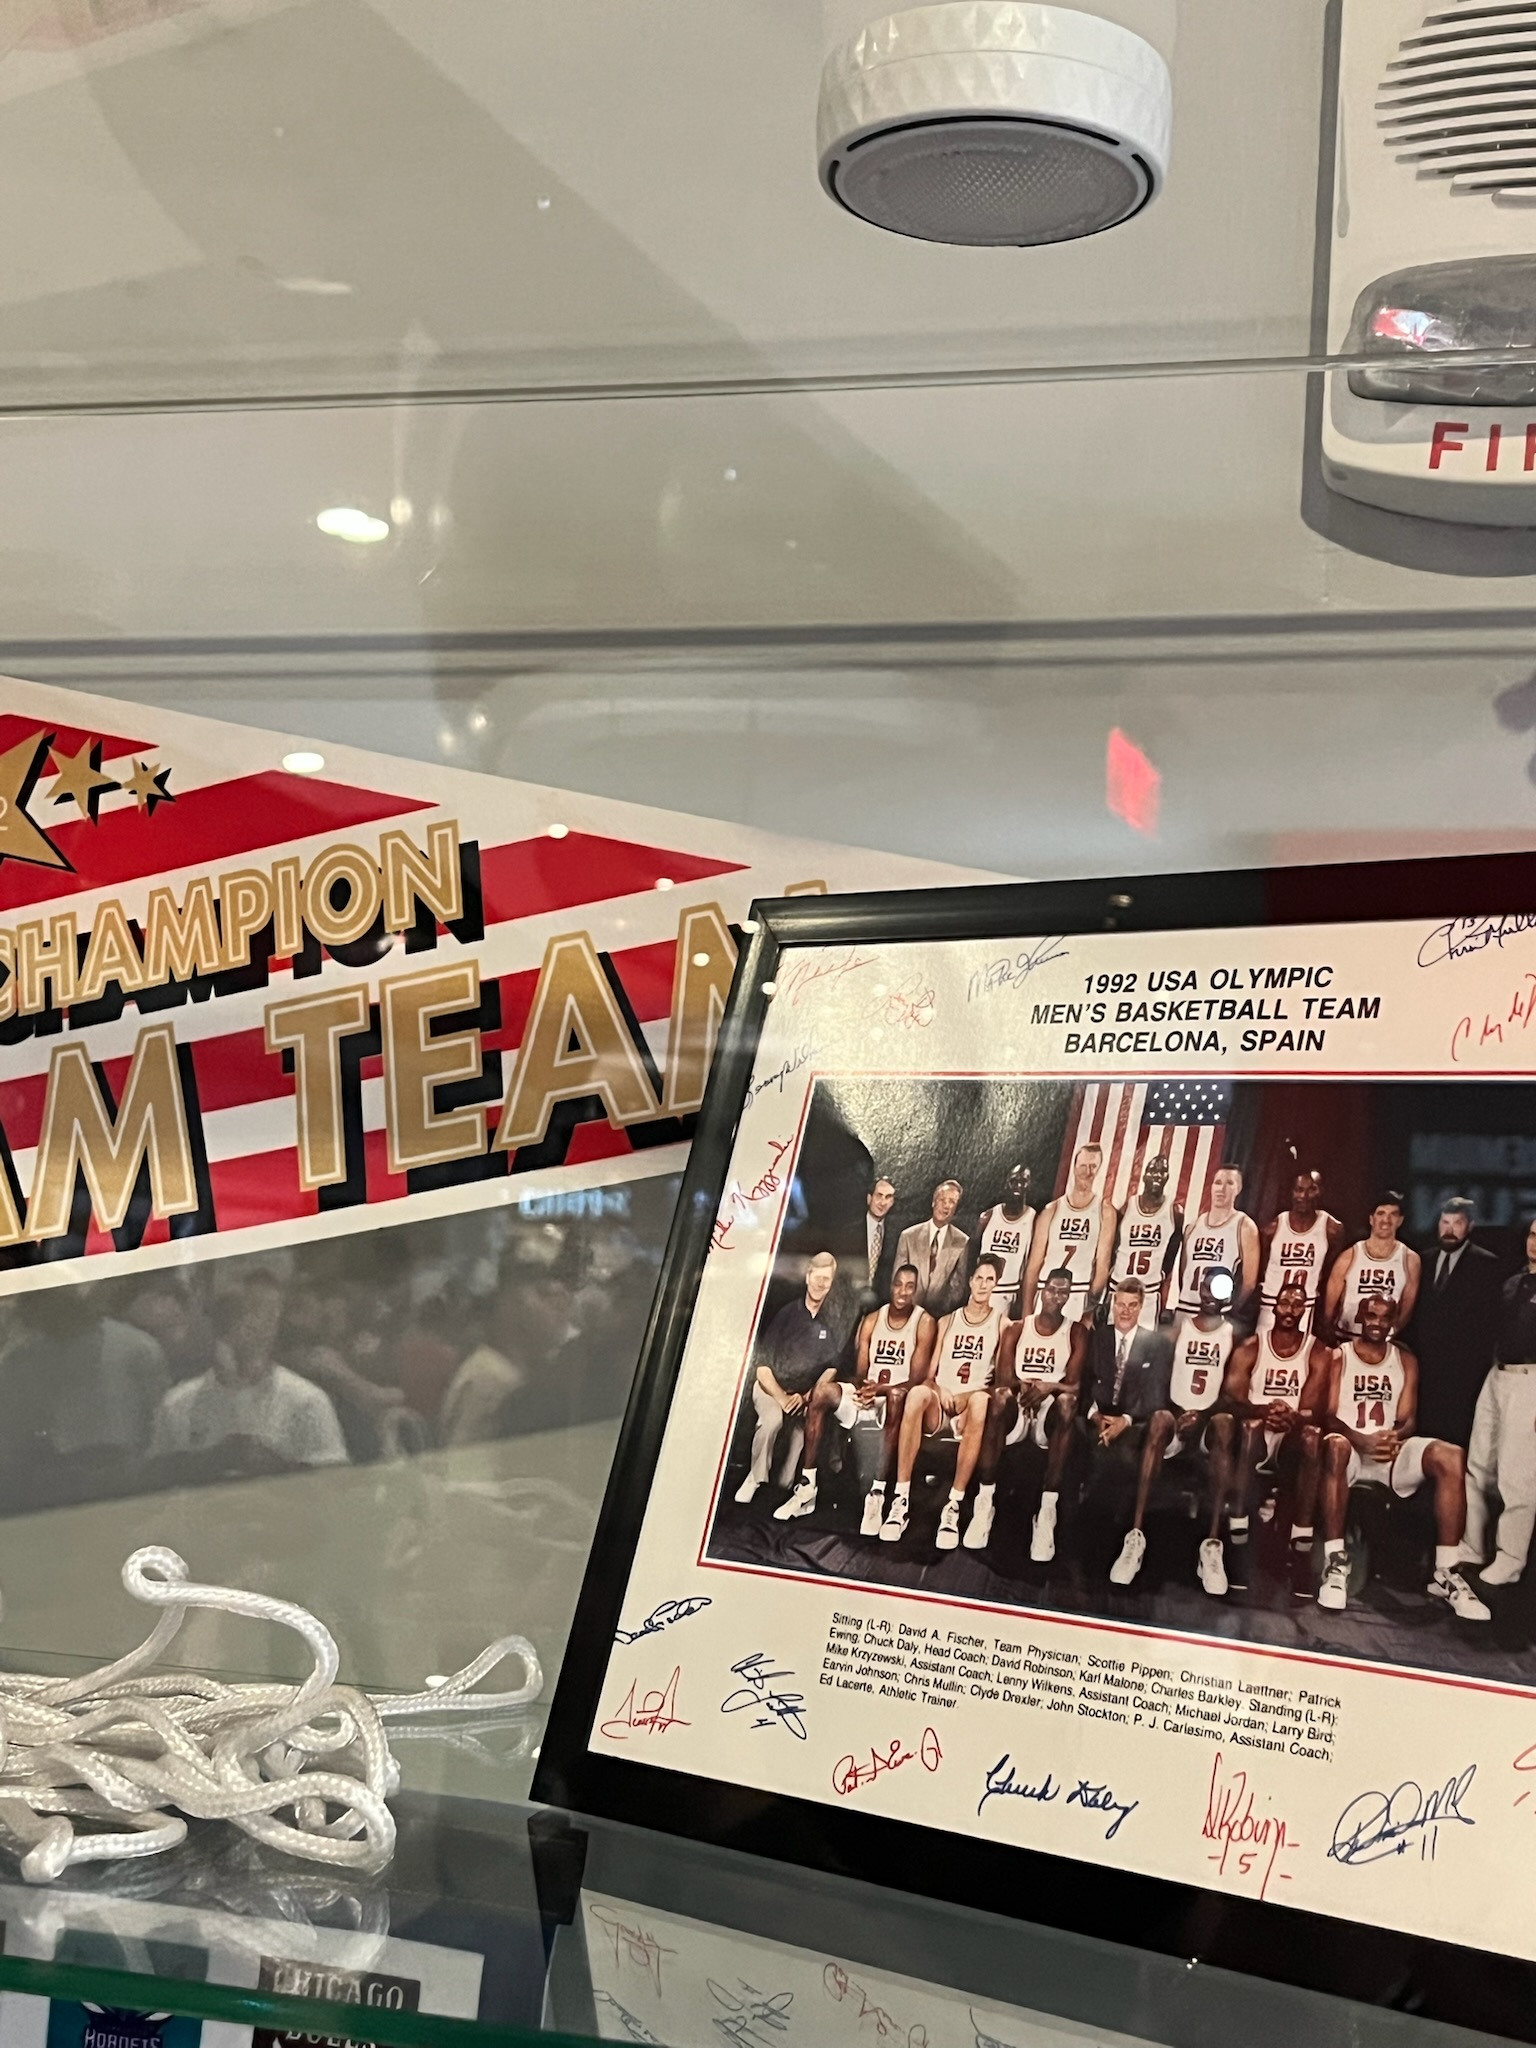 FI
2
CHAMPION
AM TEAM
1992 USA OLYMPIC
MEN'S BASKETBALL TEAM
BARCELONA, SPAIN
USA
USA
7
USA
15
USA
USA
10
USA
USA
USA
4
USA
USA
5
USA
USA
14
Sitting (L-R): David A. Fischer, Team Physician; Scottie Pippen; Christian Laettner; Patrick
Ewing; Chuck Daly, Head Coach; David Robinson; Karl Malone; Charles Barkley. Standing (L-R):
Mike Krzyzewski, Assistant Coach; Lenny Wilkens, Assistant Coach; Michael Jordan; Larry Bird;
Earvin Johnson; Chris Mullin; Clyde Drexler; John Stockton; P. J. Carlesimo, Assistant Coach;
Ed Lacerte, Athletic Trainer.
Chuck Daly
D Robinson
5
#11
CHICAGO
BULLS
HORNETS